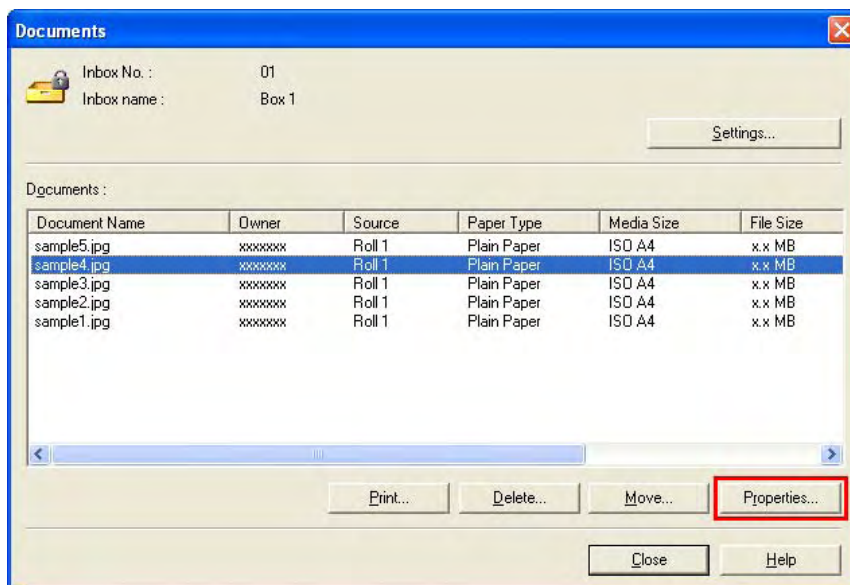 Documents
Inbox No. : 01
Inbox name : Box 1
Settings...
Documents :
Document Name Owner Source Paper Type Media Size File Size
sample5.jpg xxxxxxx Roll 1 Plain Paper ISO A4 x.x MB
sample4.jpg xxxxxxx Roll 1 Plain Paper ISO A4 x.x MB
sample3.jpg xxxxxxx Roll 1 Plain Paper ISO A4 x.x MB
sample2.jpg xxxxxxx Roll 1 Plain Paper ISO A4 x.x MB
sample1.jpg xxxxxxx Roll 1 Plain Paper ISO A4 x.x MB
Print... Delete... Move... Properties...
Close Help